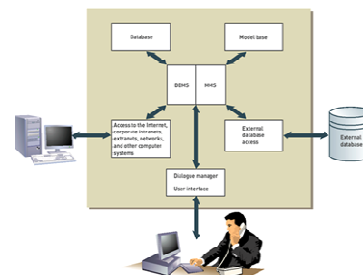 Database
Model base
DBMS
MMS
Access to the Internet,
corporate intranets,
extranets, networks,
and other computer
systems
External
database
access
External
database
Dialogue manager
User interface